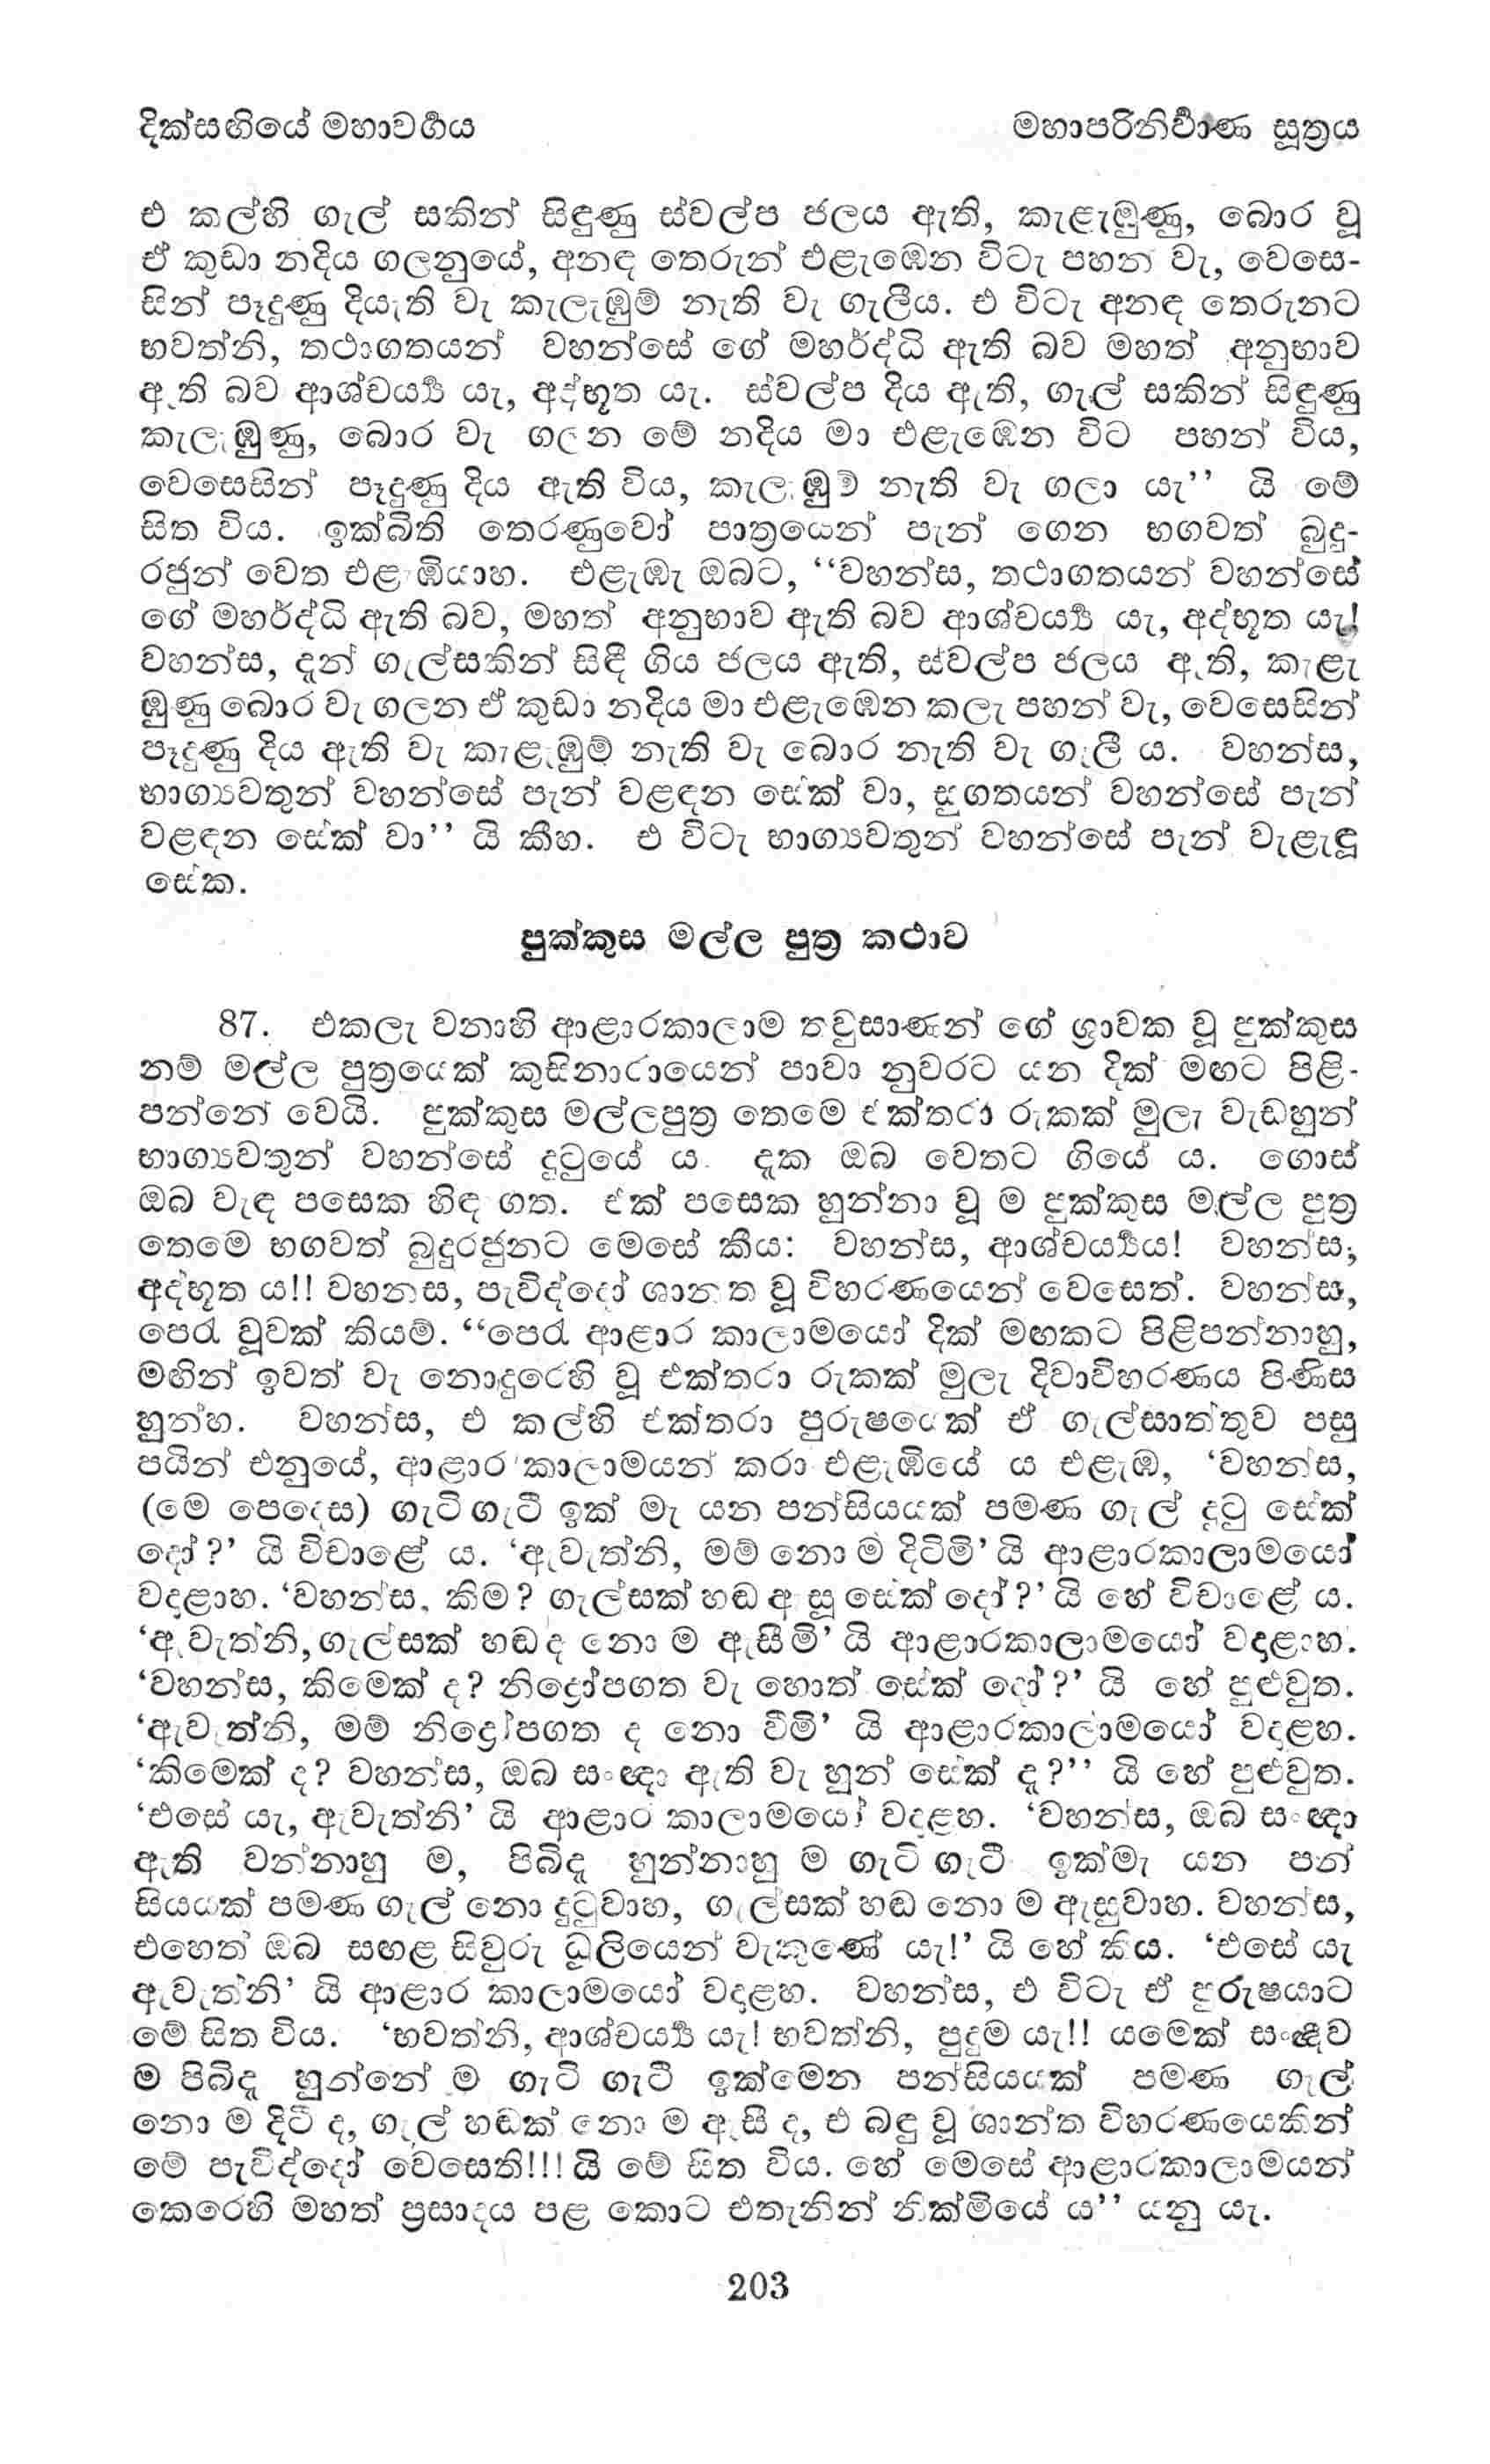 දික්සඟියේ මහාවර්‍ගය
මහාපරිනිර්‍වාණ සූත්‍රය
එ කල්හි ගැල් සකින් සිඳුණු ස්වල්ප ජලය ඇති, කැළැඹුණු, බොර වූ
ඒ කුඩා නදිය ගලනුයේ, අනඳ තෙරුන් එළැඹෙන විටැ පහන් වැ, වෙසෙ-
සින් පෑදුණු දියැති වැ කැලැඹුම් නැති වැ ගැලීය. එ විටැ අනඳ තෙරුනට
භවත්නි, තථාගතයන් වහන්සේ ගේ මහර්ද්ධි ඇති බව මහත් අනුභාව
ඇති බව ආශ්චර්‍ය්‍ය යැ, අද්භූත යැ. ස්වල්ප දිය ඇති, ගැල් සකින් සිඳුණු
කැලැඹුණු, බොර වැ ගලන මේ නදිය මා එළැඹෙන විට පහන් විය,
වෙසෙසින් පෑදුණු දිය ඇති විය, කැලැඹුම් නැති වැ ගලා යැ’’ යි මේ
සිත විය. ඉක්බිති තෙරණුවෝ පාත්‍රයෙන් පැන් ගෙන භගවත් බුදු-
රජුන් වෙත එළැඹියාහ. එළැඹැ ඔබට, “වහන්ස, තථාගතයන් වහන්සේ
ගේ මහර්ද්ධි ඇති බව, මහත් අනුභාව ඇති බව ආශ්චර්‍ය්‍ය යැ, අද්භූත යැ!
වහන්ස, දැන් ගැල්සකින් සිඳී ගිය ජලය ඇති, ස්වල්ප ජලය ඇති, කැළැ
ඹුණු බොර වැ ගලන ඒ කුඩා නදිය මා එළැඹෙන කලැ පහන් වැ, වෙසෙසින්
පෑදුණු දිය ඇති වැ කැළැඹුම් නැති වැ බොර නැති වැ ගැලී ය. වහන්ස,
භාග්‍යවතුන් වහන්සේ පැන් වළඳන සේක් වා, සුගතයන් වහන්සේ පැන්
වළඳන සේක් වා’’ යි කීහ. එ විටැ භාග්‍යවතුන් වහන්සේ පැන් වැළැඳූ
සේක.
පුක්කුස මල්ල පුත්‍ර කථාව
87. එකලැ වනාහි ආළාරකාලාම තවුසාණන් ගේ ශ්‍රාවක වූ පුක්කුස
නම් මල්ල පුත්‍රයෙක් කුසිනාරායෙන් පාවා නුවරට යන දික් මඟට පිළි-
පන්නේ වෙයි. පුක්කුස මල්ලපුත්‍ර තෙමෙ එක්තරා රුකක් මුලැ වැඩහුන්
භාග්‍යවතුන් වහන්සේ දුටුයේ ය. දැක ඔබ වෙතට ගියේ ය. ගොස්
ඔබ වැඳ පසෙක හිඳ ගත. එක් පසෙක හුන්නා වූ ම පුක්කුස මල්ල පුත්‍ර
තෙමෙ භගවත් බුදුරජුනට මෙසේ කීය: වහන්ස, ආශ්චර්‍ය්‍යය! වහන්ස,
අද්භූත ය!! වහනස, පැවිද්දෝ ශානත වූ විහරණයෙන් වෙසෙත්. වහන්ස,
පෙරැ වූවක් කියම්. “පෙරැ ආළාර කාලාමයෝ දික් මඟකට පිළිපන්නාහු,
මඟින් ඉවත් වැ නොදුරෙහි වූ එක්තරා රුකක් මුලැ දිවාවිහරණය පිණිස
හුන්හ. වහන්ස, එ කල්හි එක්තරා පුරුෂයෙක් ඒ ගැල්සාත්තුව පසු
පයින් එනුයේ, ආළාර කාලාමයන් කරා එළැඹියේ ය එළැඹ, ‘වහන්ස,
(මෙ පෙදෙස) ගැටි ගැටී ඉක් මැ යන පන්සියයක් පමණ ගැල් දුටු සේක්
දෝ?’ යි විචාළේ ය. ‘ඇවැත්නි, මම් නො ම දිටිමි’ යි ආළාරකාලාමයෝ
වදාළාහ. ‘වහන්ස, කිම? ගැල්සක් හඬ ඇසූ සේක් දෝ?’ යි හේ විචාළේ ය.
‘ඇවැත්නි, ගැල්සක් හඬද නො ම ඇසීමි’ යි ආළාරකාලාමයෝ වදාළාහ.
‘වහන්ස, කිමෙක් ද? නිද්‍රෝපගත වැ හොත් සේක් දෝ?’ යි හේ පුළුවුත.
‘ඇවැත්නි, මම් නිද්‍රෝපගත ද නො වීමි’ යි ආළාරකාලාමයෝ වදාළහ.
‘කිමෙක් ද? වහන්ස, ඔබ සංඥා ඇති වැ හුන් සේක් දැ?’’ යි හේ පුළුවුත.
‘එසේ යැ, ඇවැත්නි’ යි ආළාර කාලාමයෝ වදාළහ. ‘වහන්ස, ඔබ සංඥා
ඇති වන්නාහු ම, පිබිදැ හුන්නාහු ම ගැටි ගැටී ඉක්මැ යන පන්
සියයක් පමණ ගැල් නො දුටුවාහ, ගැල්සක් හඬ නො ම ඇසුවාහ. වහන්ස,
එහෙත් ඔබ සඟළ සිවුරු ධූලියෙන් වැකුණේ යැ!’ යි හේ කිය. ‘එසේ යැ
ඇවැත්නි’ යි ආළාර කාලාමයෝ වදාළහ. වහන්ස, එ විටැ ඒ පුරුෂයාට
මේ සිත විය. ‘භවත්නි, ආශ්චර්‍ය්‍ය යැ! භවත්නි, පුදුම යැ!! යමෙක් සංඥීව
ම පිබිදැ හුන්නේ ම ගැටි ගැටී ඉක්මෙන පන්සියයක් පමණ ගැල්
නො ම දිටී ද, ගැල් හඬක් නො ම ඇසී ද, එ බඳු වූ ශාන්ත විහරණයෙකින්
මේ පැවිද්දෝ වෙසෙති!!! යි මේ සිත විය. හේ මෙසේ ආළාරකාලාමයන්
කෙරෙහි මහත් ප්‍රසාදය පළ කොට එතැනින් නික්මියේ ය’’ යනු යැ.
203